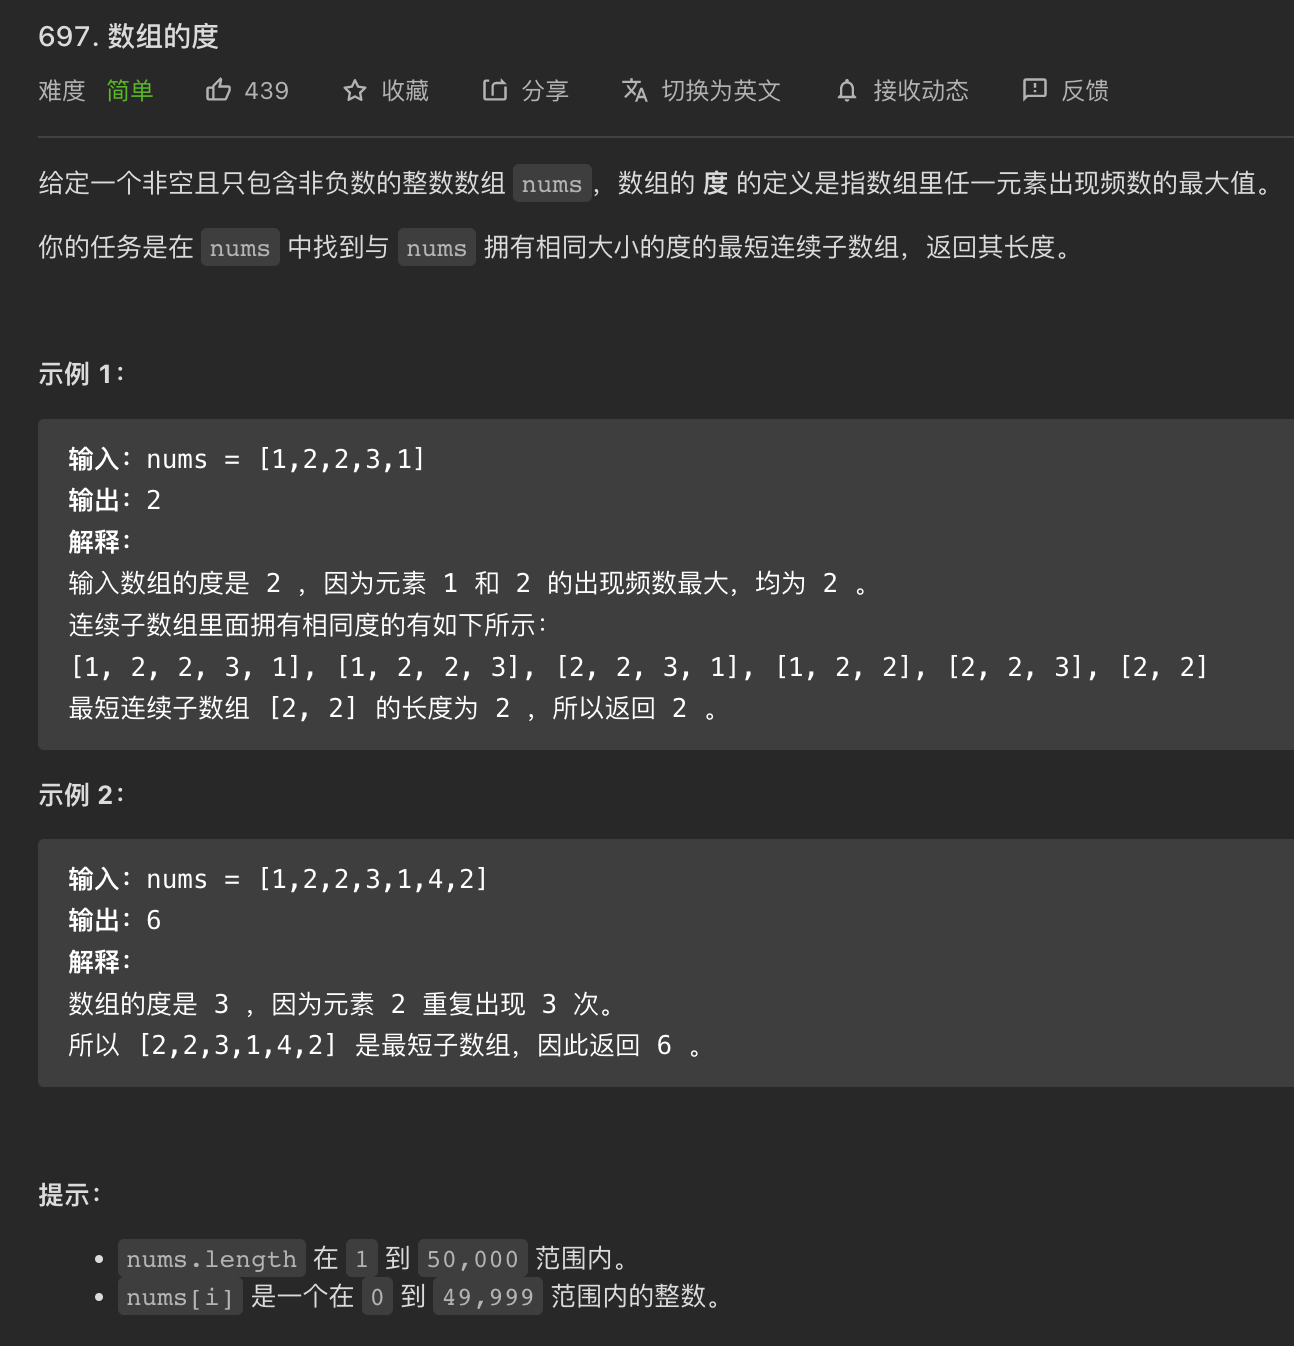 697. 数组的度
难度 简单 439 收藏 分享 切换为英文 接收动态 反馈
给定一个非空且只包含非负数的整数数组 nums，数组的 度 的定义是指数组里任一元素出现频数的最大值。
你的任务是在 nums 中找到与 nums 拥有相同大小的度的最短连续子数组，返回其长度。
示例 1：
输入：nums = [1,2,2,3,1]
输出：2
解释：
输入数组的度是 2 ，因为元素 1 和 2 的出现频数最大，均为 2 。
连续子数组里面拥有相同度的有如下所示：
[1, 2, 2, 3, 1], [1, 2, 2, 3], [2, 2, 3, 1], [1, 2, 2], [2, 2, 3], [2, 2]
最短连续子数组 [2, 2] 的长度为 2 ，所以返回 2 。
示例 2：
输入：nums = [1,2,2,3,1,4,2]
输出：6
解释：
数组的度是 3 ，因为元素 2 重复出现 3 次。
所以 [2,2,3,1,4,2] 是最短子数组，因此返回 6 。
提示：
• nums.length 在 1 到 50,000 范围内。
• nums[i] 是一个在 0 到 49,999 范围内的整数。